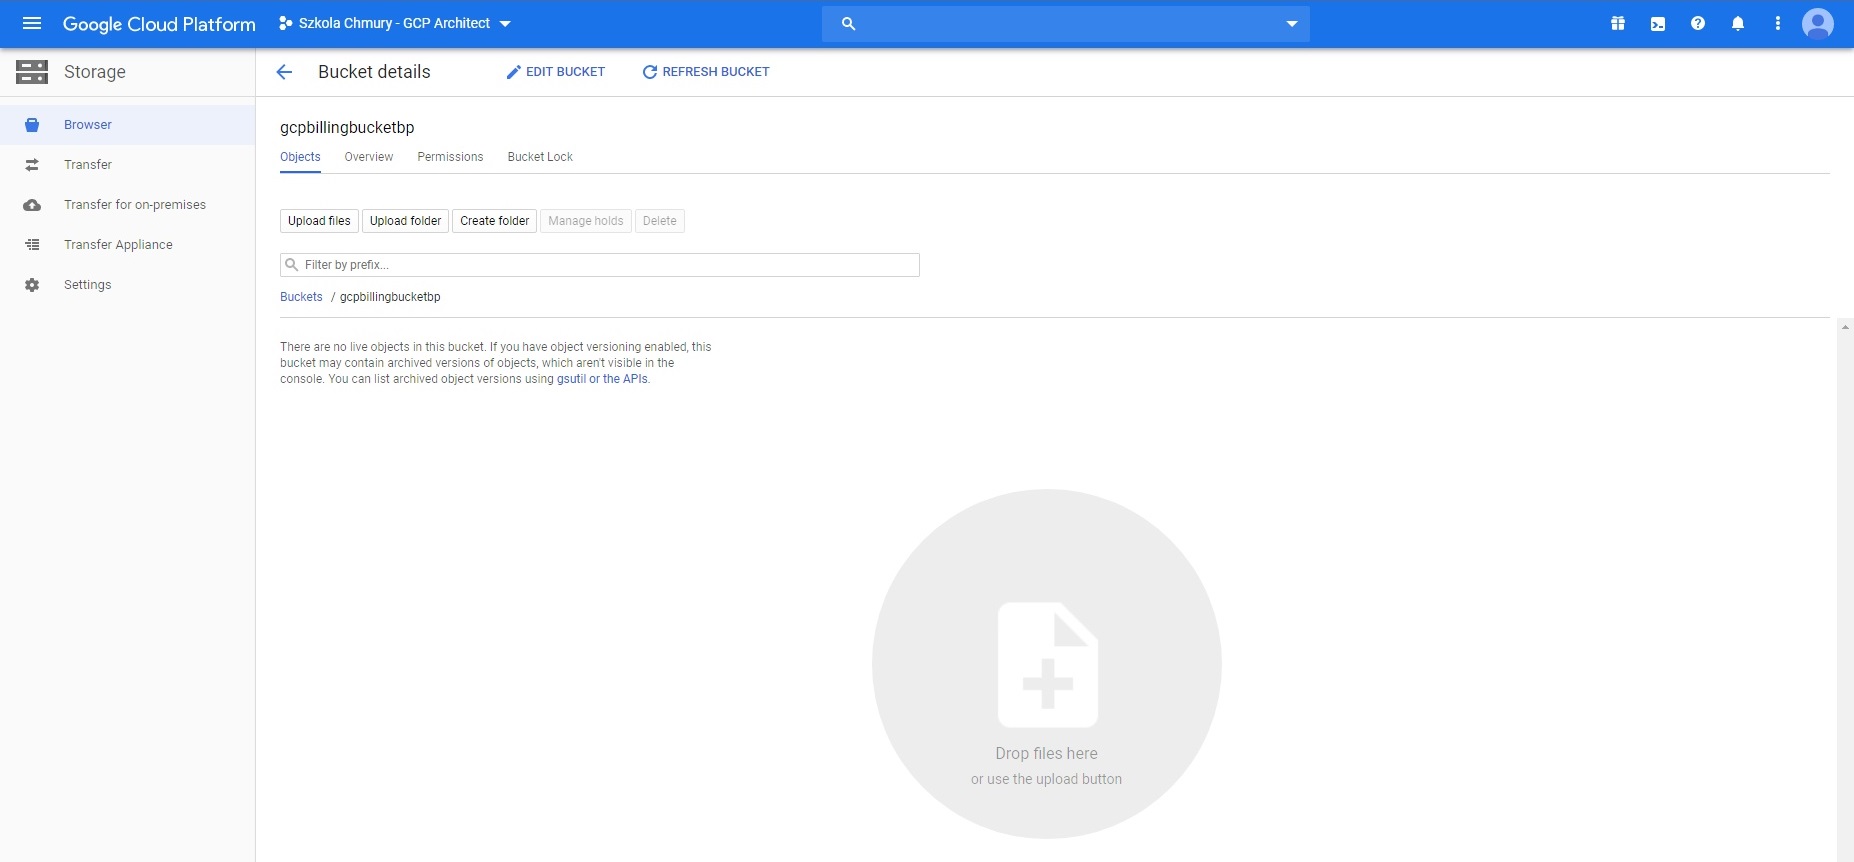 Google Cloud Platform
Szkola Chmury - GCP Architect
Storage
Bucket details
EDIT BUCKET
REFRESH BUCKET
Browser
Transfer
Transfer for on-premises
Transfer Appliance
Settings
gcpbillingbucketbp
Objects Overview Permissions Bucket Lock
Upload files Upload folder Create folder Manage holds Delete
Filter by prefix...
Buckets / gcpbillingbucketbp
There are no live objects in this bucket. If you have object versioning enabled, this
bucket may contain archived versions of objects, which aren't visible in the
console. You can list archived object versions using gsutil or the APIs.
Drop files here
or use the upload button